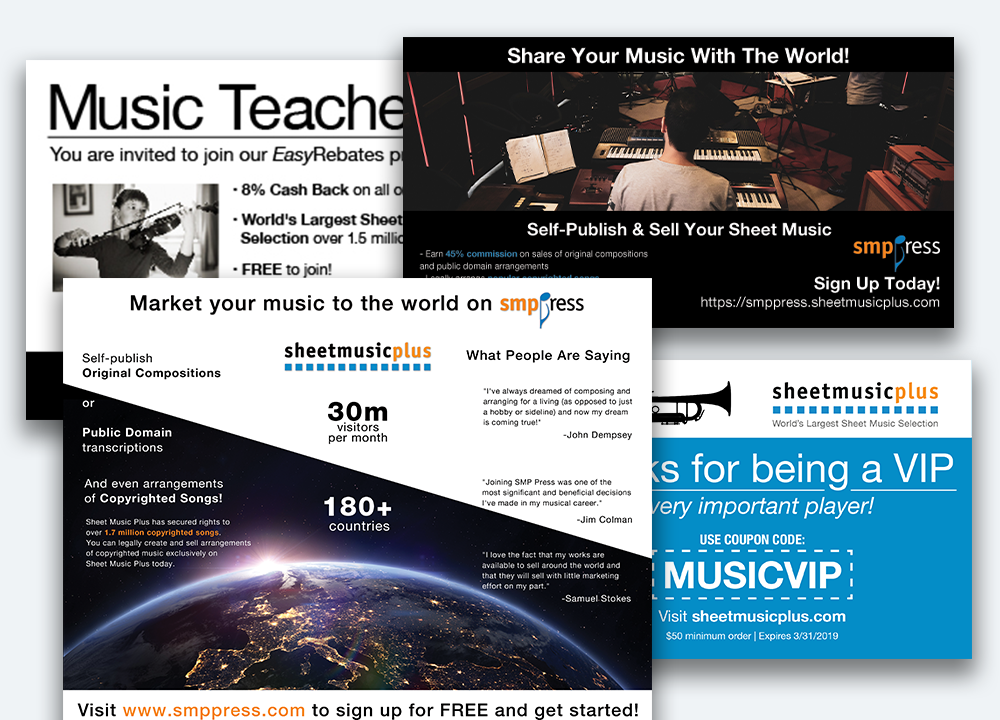 Music Teache
You are invited to join our EasyRebates
8% Cash Back on all
World's Largest Sheet
Selection over 1.5
FREE to join!
Share Your Music With The World!
Self-Publish & Sell Your Sheet Music
- Earn 45% commission on sales of original compositions
and public domain arrangements
smppress
Sign Up Today!
https://smppress.sheetmusicplus.com
Market your music to the world on smppress
Self-publish
Original Compositions
or
Public Domain
transcriptions
And even arrangements
of Copyrighted Songs!
Sheet Music Plus has secured rights to
over 1.7 million copyrighted songs.
You can legally create and sell arrangements
of copyrighted music exclusively on
Sheet Music Plus today.
sheetmusicplus
30m
visitors
per month
180+
countries
What People Are Saying
"I've always dreamed of composing and
arranging for a living (as opposed to just
a hobby or sideline) and now my dream
is coming true!"
-John Dempsey
"Joining SMP Press was one of the
most significant and beneficial decisions
I've made in my musical career."
-Jim Colman
"I love the fact that my works are
available to sell around the world and
that they will sell with little marketing
effort on my part."
-Samuel Stokes
Visit www.smppress.com to sign up for FREE and get started!
sheetmusicplus
World's Largest Sheet Music Selection
ks for being a VIP
very important player!
USE COUPON CODE:
MUSICVIP
Visit sheetmusicplus.com
$50 minimum order | Expires 3/31/2019